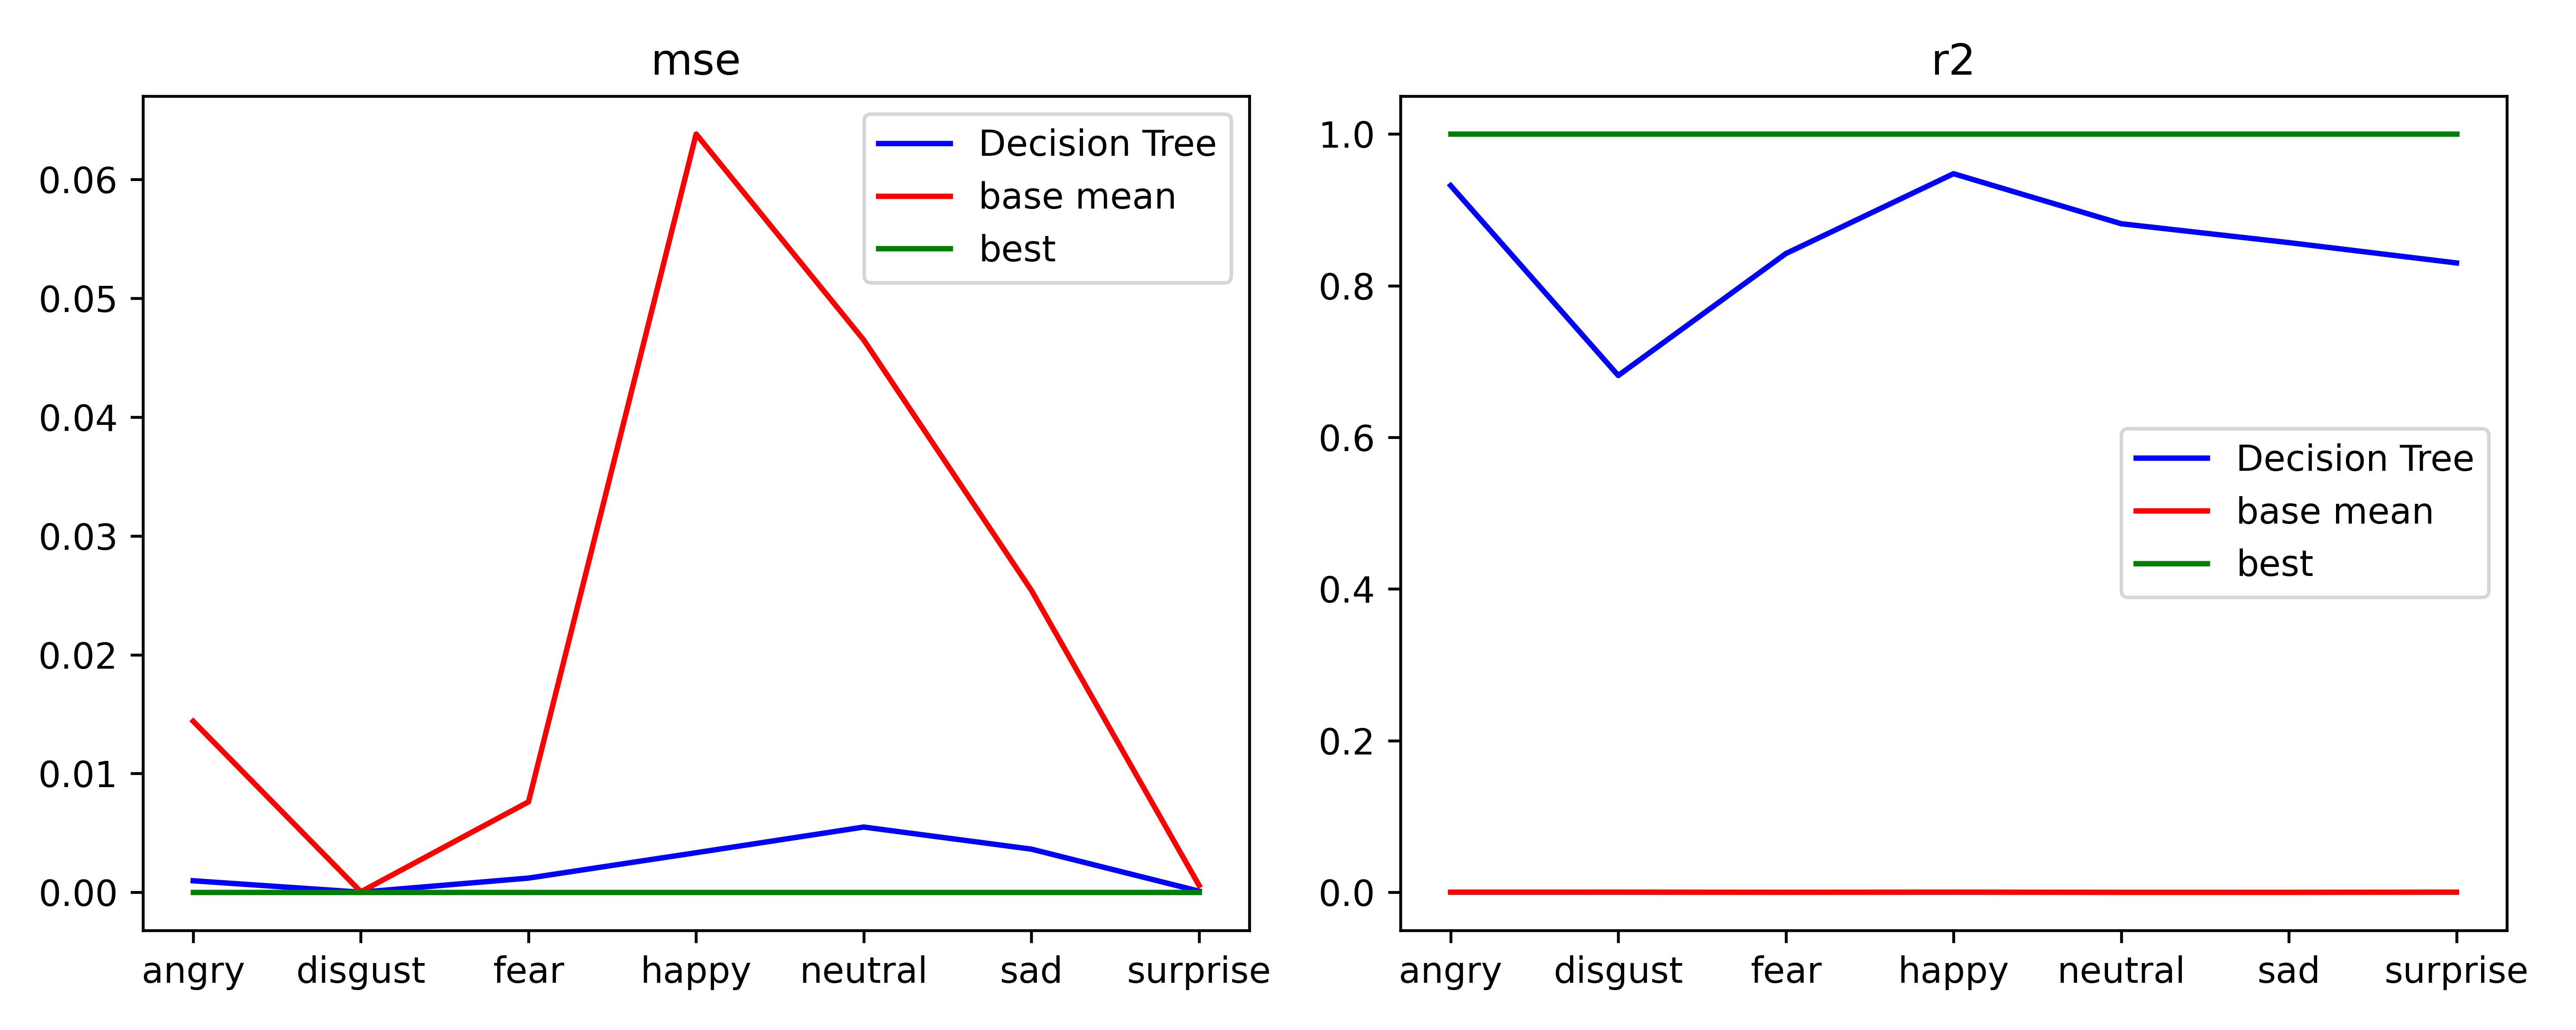 mse
0.06
0.05
0.04
0.03
0.02
0.01
0.00
Decision Tree
base mean
best
angry disgust fear happy neutral sad surprise
r2
1.0
0.8
0.6
0.4
0.2
0.0
Decision Tree
base mean
best
angry disgust fear happy neutral sad surprise